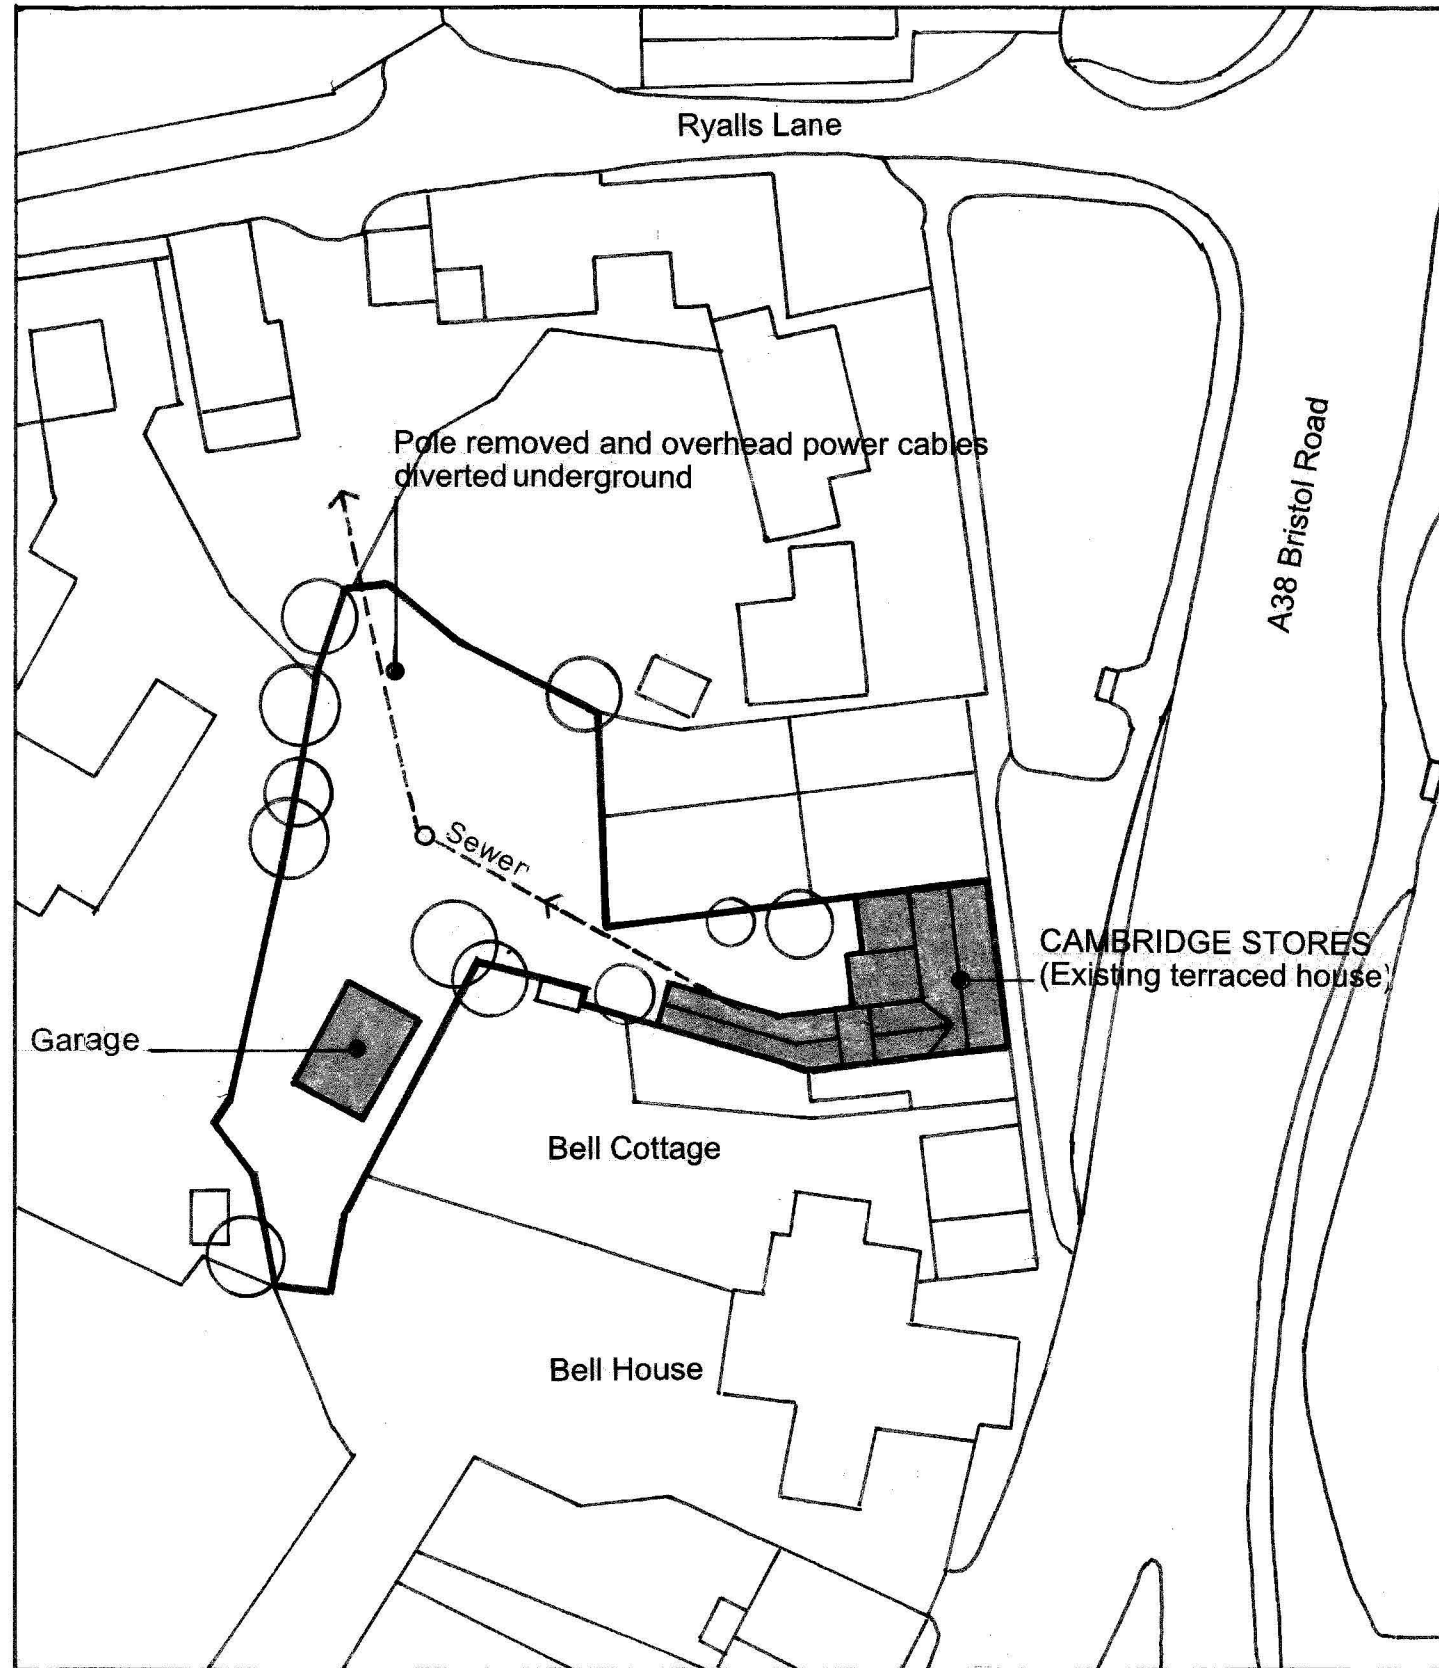 Ryalls Lane
Pole removed and overhead power cables
diverted underground
A38 Bristol Road
Sewer
CAMBRIDGE STORES
(Existing terraced house)
Garage
Bell Cottage
Bell House